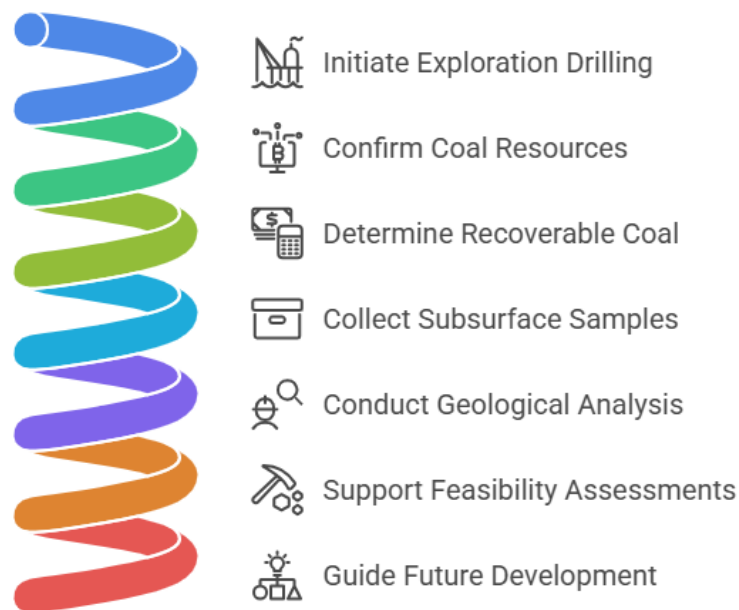 Initiate Exploration Drilling
Confirm Coal Resources
Determine Recoverable Coal
Collect Subsurface Samples
Conduct Geological Analysis
Support Feasibility Assessments
Guide Future Development